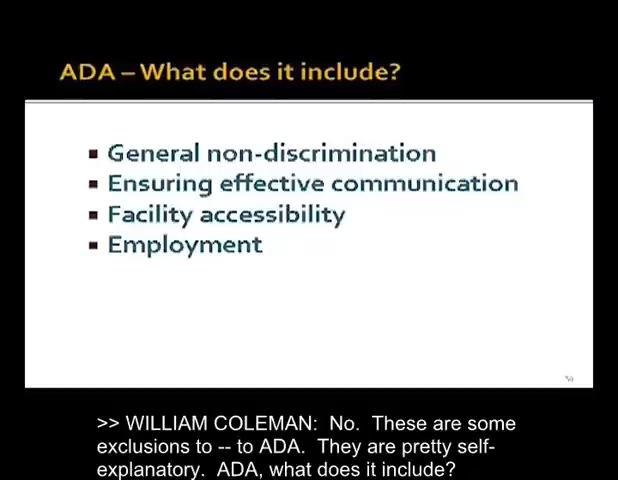 ADA – What does it include?
■ General non-discrimination
■ Ensuring effective communication
■ Facility accessibility
■ Employment
>> WILLIAM COLEMAN:  No.  These are some
exclusions to -- to ADA.  They are pretty self-
explanatory.  ADA, what does it include?